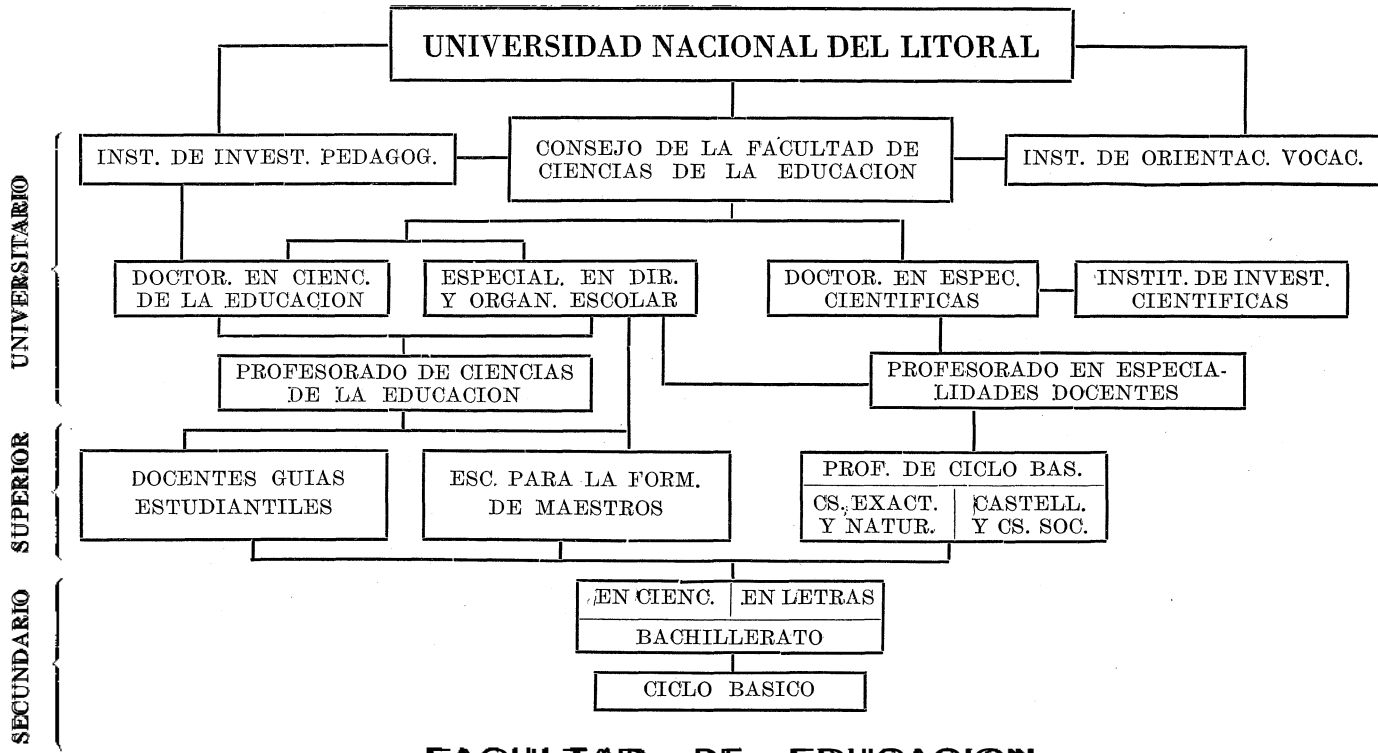 UNIVERSIDAD NACIONAL DEL LITORAL
INST. DE INVEST. PEDAGOG.
CONSEJO DE LA FACULTAD DE
CIENCIAS DE LA EDUCACION
INST. DE ORIENTAC. VOCAC.
UNIVERSITARIO
DOCTOR. EN CIENC.
DE LA EDUCACION
ESPECIAL. EN DIR.
Y ORGAN. ESCOLAR
DOCTOR. EN ESPEC.
CIENTIFICAS
INSTIT. DE INVEST.
CIENTIFICAS
PROFESORADO DE CIENCIAS
DE LA EDUCACION
PROFESORADO EN ESPECIA-
LIDADES DOCENTES
SUPERIOR
DOCENTES GUIAS
ESTUDIANTILES
ESC. PARA LA FORM.
DE MAESTROS
PROF. DE CICLO BAS.
CS. EXACT.
Y NATUR.
CASTELL.
Y CS. SOC.
SECUNDARIO
EN CIENC.
EN LETRAS
BACHILLERATO
CICLO BASICO
FACULTAD DE EDUCACION